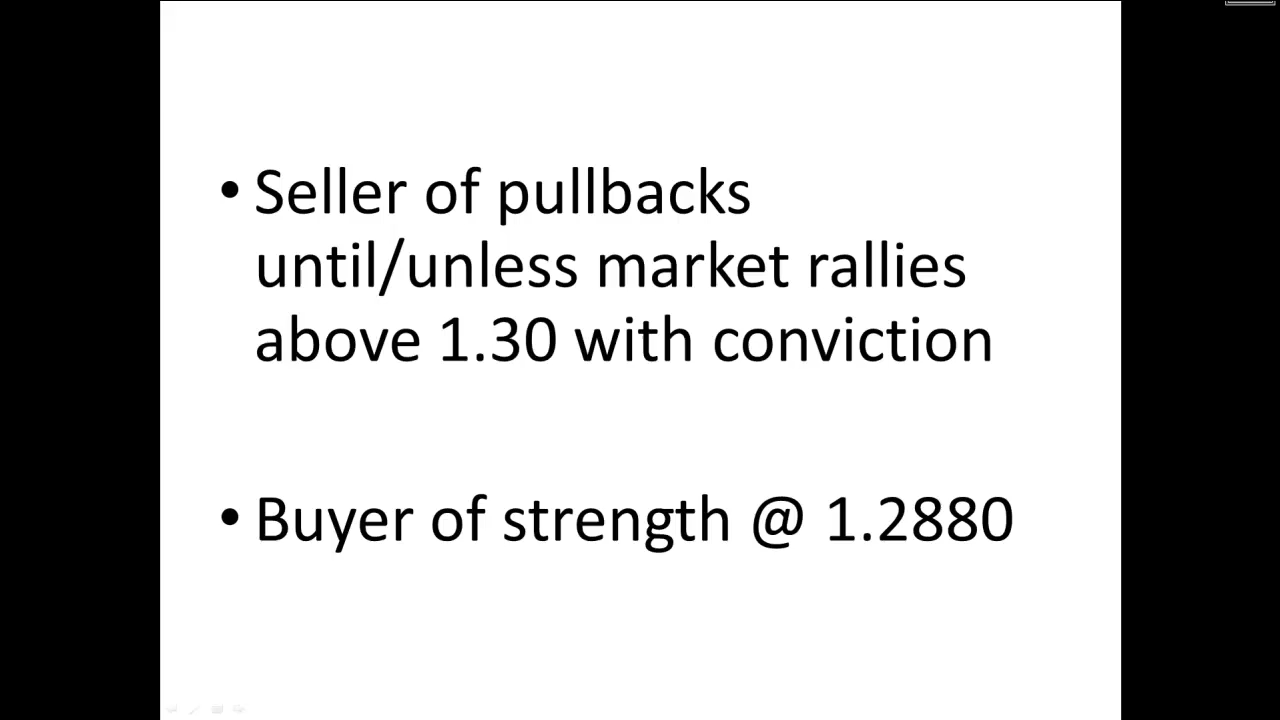 • Seller of pullbacks
until/unless market rallies
above 1.30 with conviction
• Buyer of strength @ 1.2880